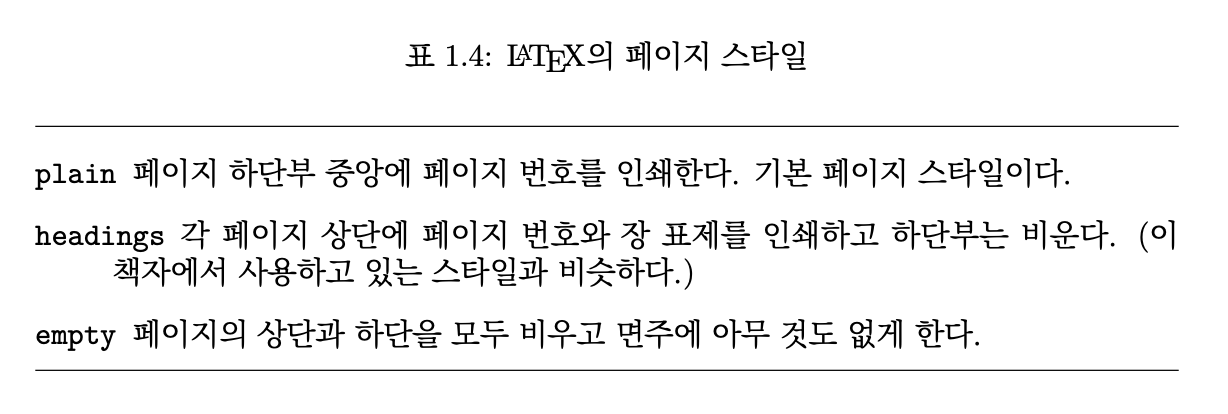 표 1.4: LATEX의 페이지 스타일
plain 페이지 하단부 중앙에 페이지 번호를 인쇄한다. 기본 페이지 스타일이다.
headings 각 페이지 상단에 페이지 번호와 장 표제를 인쇄하고 하단부는 비운다. (이
책자에서 사용하고 있는 스타일과 비슷하다.)
empty 페이지의 상단과 하단을 모두 비우고 면주에 아무 것도 없게 한다.